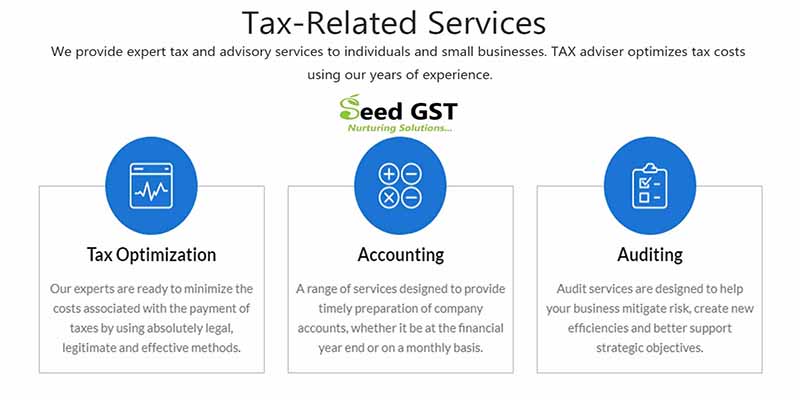 Tax-Related Services
We provide expert tax and advisory services to individuals and small businesses. TAX adviser optimizes tax costs
using our years of experience.
Seed GST
Nurturing Solutions...
Tax Optimization
Our experts are ready to minimize the
costs associated with the payment of
taxes by using absolutely legal,
legitimate and effective methods.
Accounting
A range of services designed to provide
timely preparation of company
accounts, whether it be at the financial
year end or on a monthly basis.
Auditing
Audit services are designed to help
your business mitigate risk, create new
efficiencies and better support
strategic objectives.